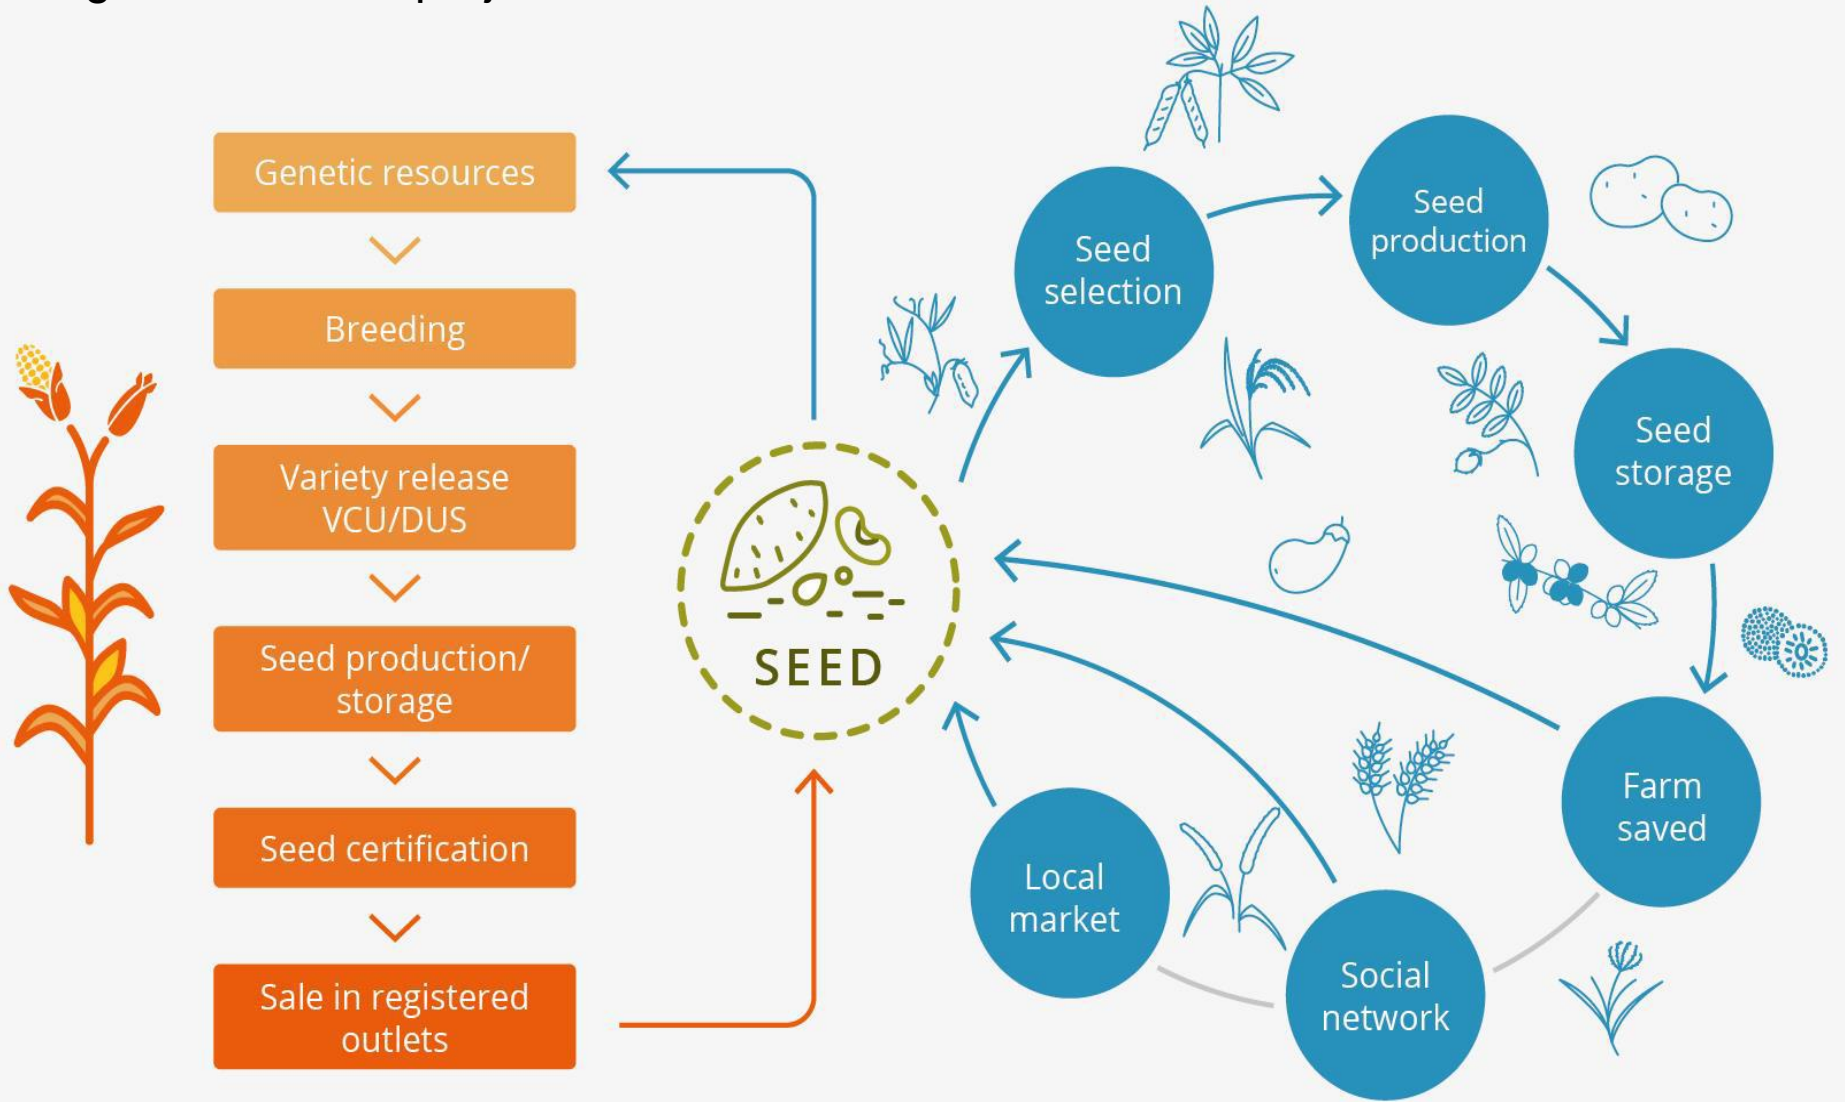 Genetic resources
Breeding
Variety release
VCU/DUS
Seed production/
storage
Seed certification
Sale in registered
outlets
SEED
Seed
selection
Seed
production
Seed
storage
Farm
saved
Social
network
Local
market